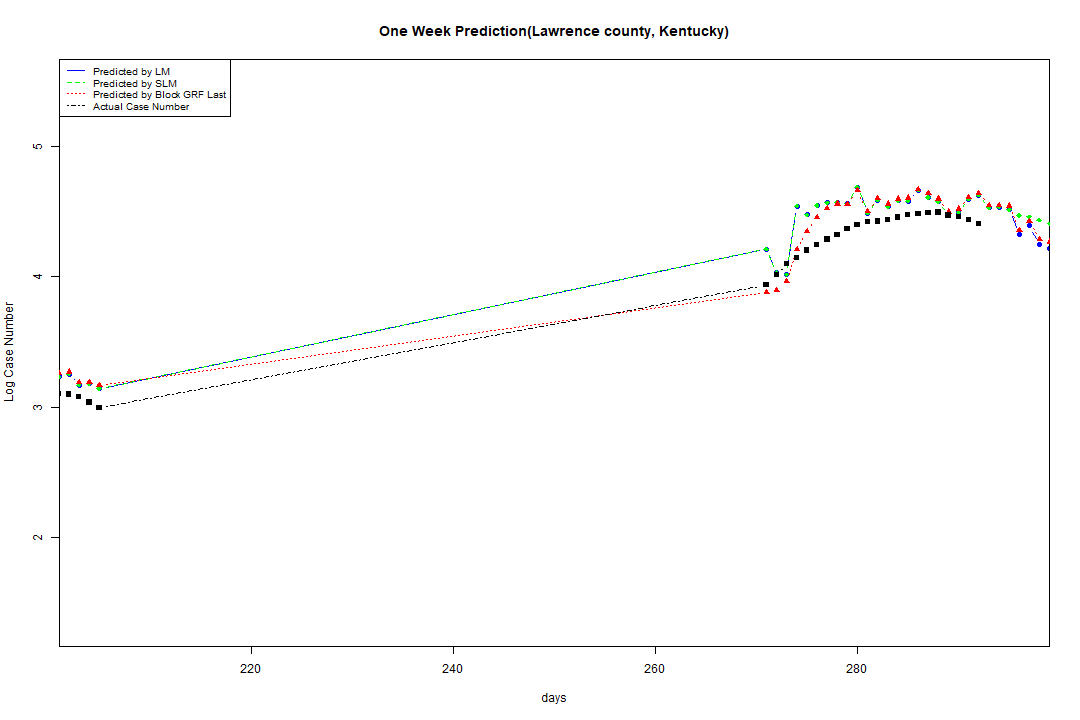 One Week Prediction(Lawrence county, Kentucky)
Predicted by LM
Predicted by SLM
Predicted by Block GRF Last
Actual Case Number
5
4
3
2
Log Case Number
220 240 260 280
days